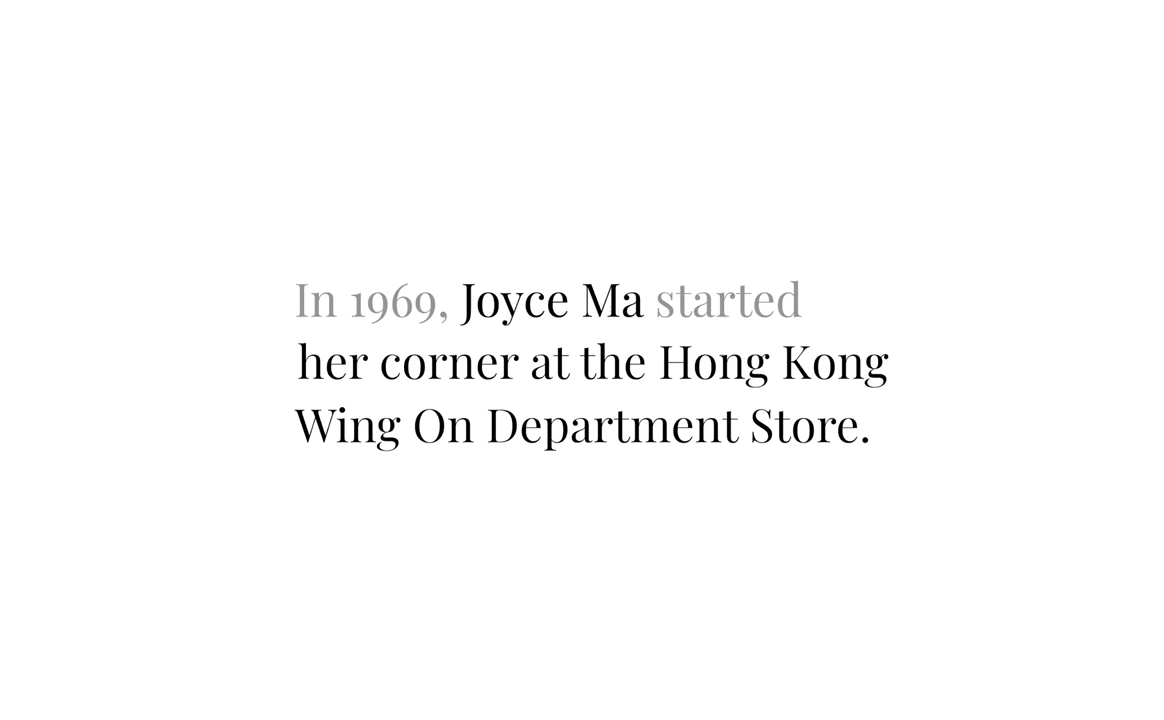 In 1969, Joyce Ma started
her corner at the Hong Kong
Wing On Department Store.